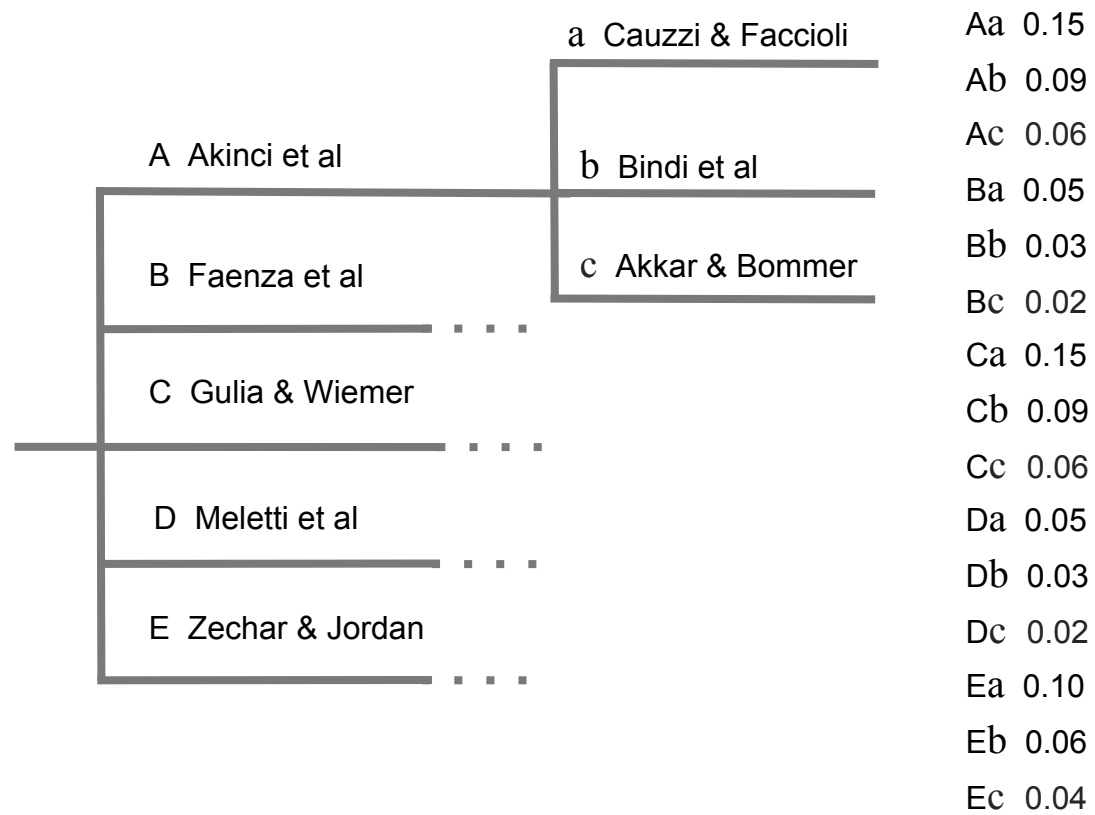 a Cauzzi & Faccioli
A Akinci et al
b Bindi et al
B Faenza et al
c Akkar & Bommer
C Gulia & Wiemer
D Meletti et al
E Zechar & Jordan
Aa 0.15
Ab 0.09
Ac 0.06
Ba 0.05
Bb 0.03
Bc 0.02
Ca 0.15
Cb 0.09
Cc 0.06
Da 0.05
Db 0.03
Dc 0.02
Ea 0.10
Eb 0.06
Ec 0.04